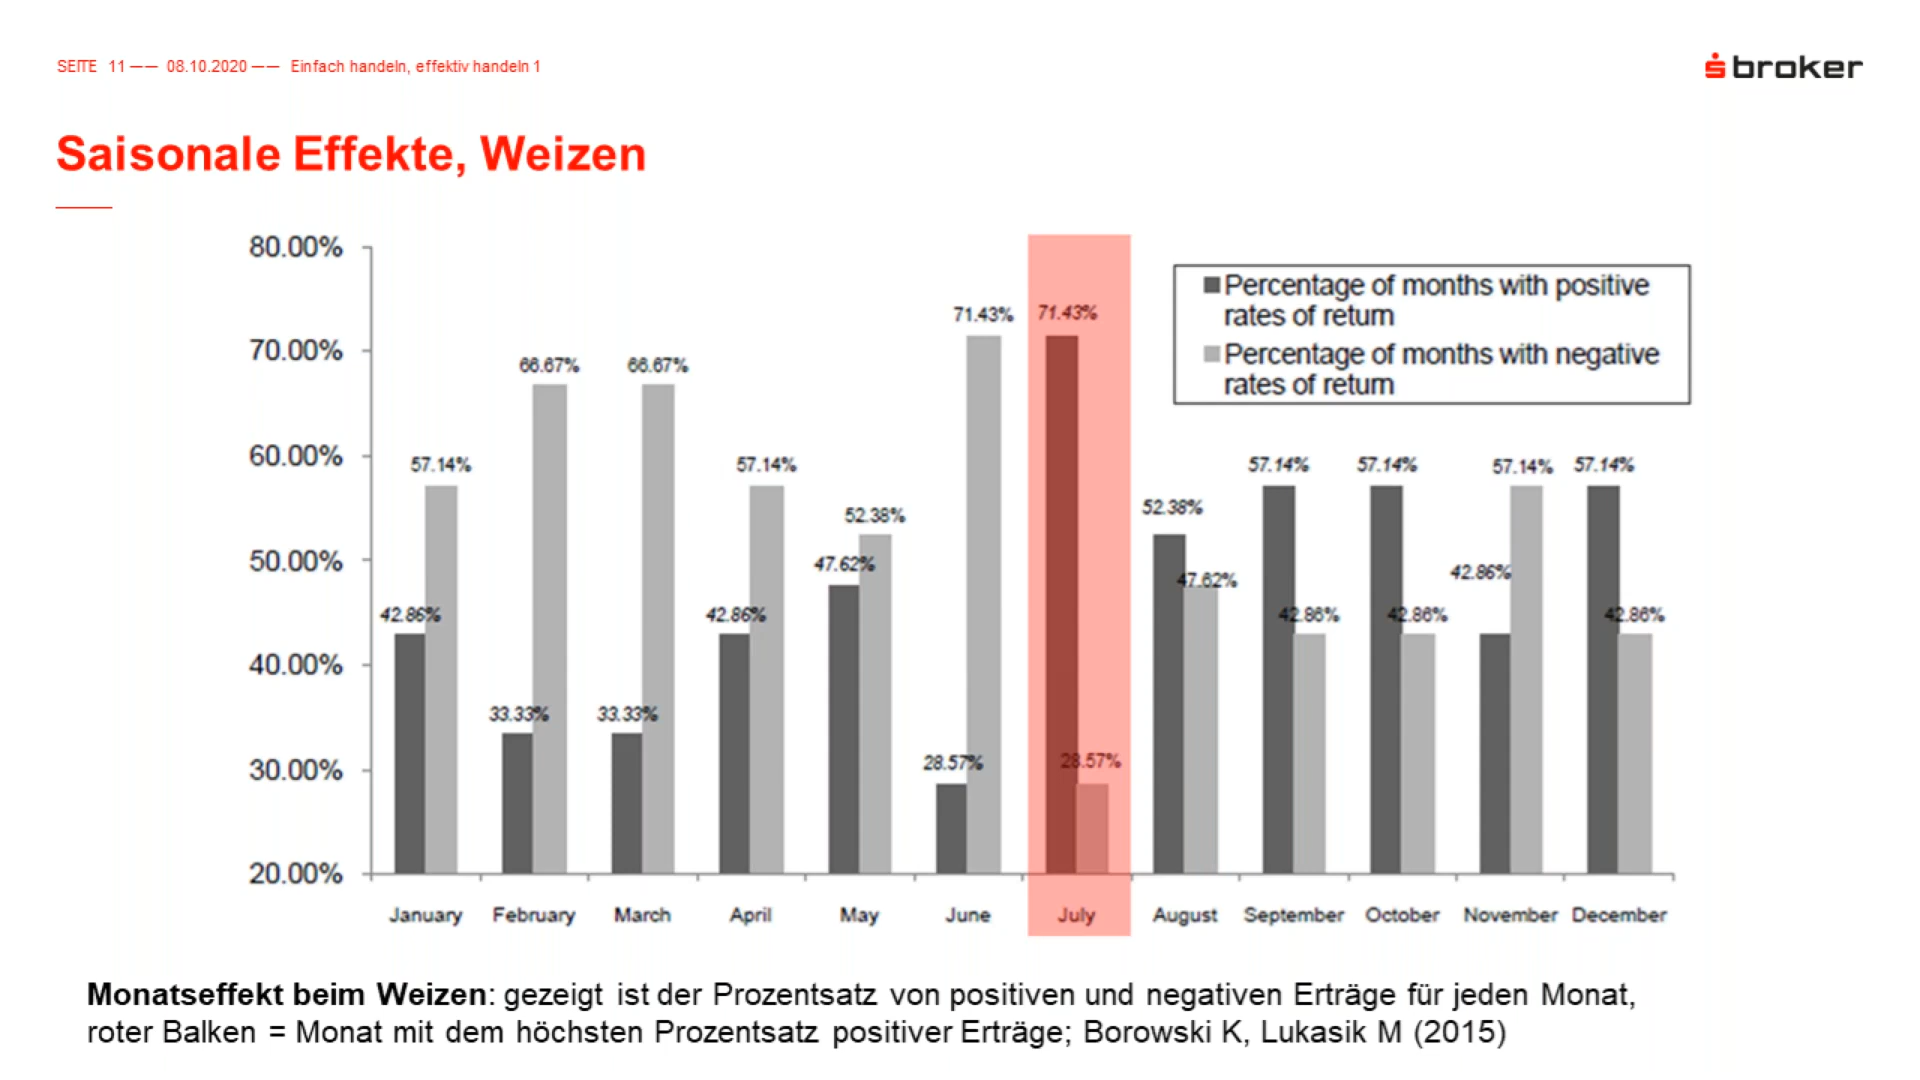 SEITE 11 —— 08.10.2020 —— Einfach handeln, effektiv handeln 1
broker
Saisonale Effekte, Weizen
80.00%
70.00%
60.00%
50.00%
40.00%
30.00%
20.00%
Percentage of months with positive
rates of return
Percentage of months with negative
rates of return
42.86% 57.14%
33.33% 66.67%
33.33% 66.67%
42.86% 57.14%
47.62% 52.38%
28.57% 71.43%
71.43% 28.57%
52.38% 47.62%
57.14% 42.86%
57.14% 42.86%
42.86% 57.14%
57.14% 42.86%
January February March April May June July August September October November December
Monatseffekt beim Weizen: gezeigt ist der Prozentsatz von positiven und negativen Erträge für jeden Monat,
roter Balken = Monat mit dem höchsten Prozentsatz positiver Erträge; Borowski K, Lukasik M (2015)